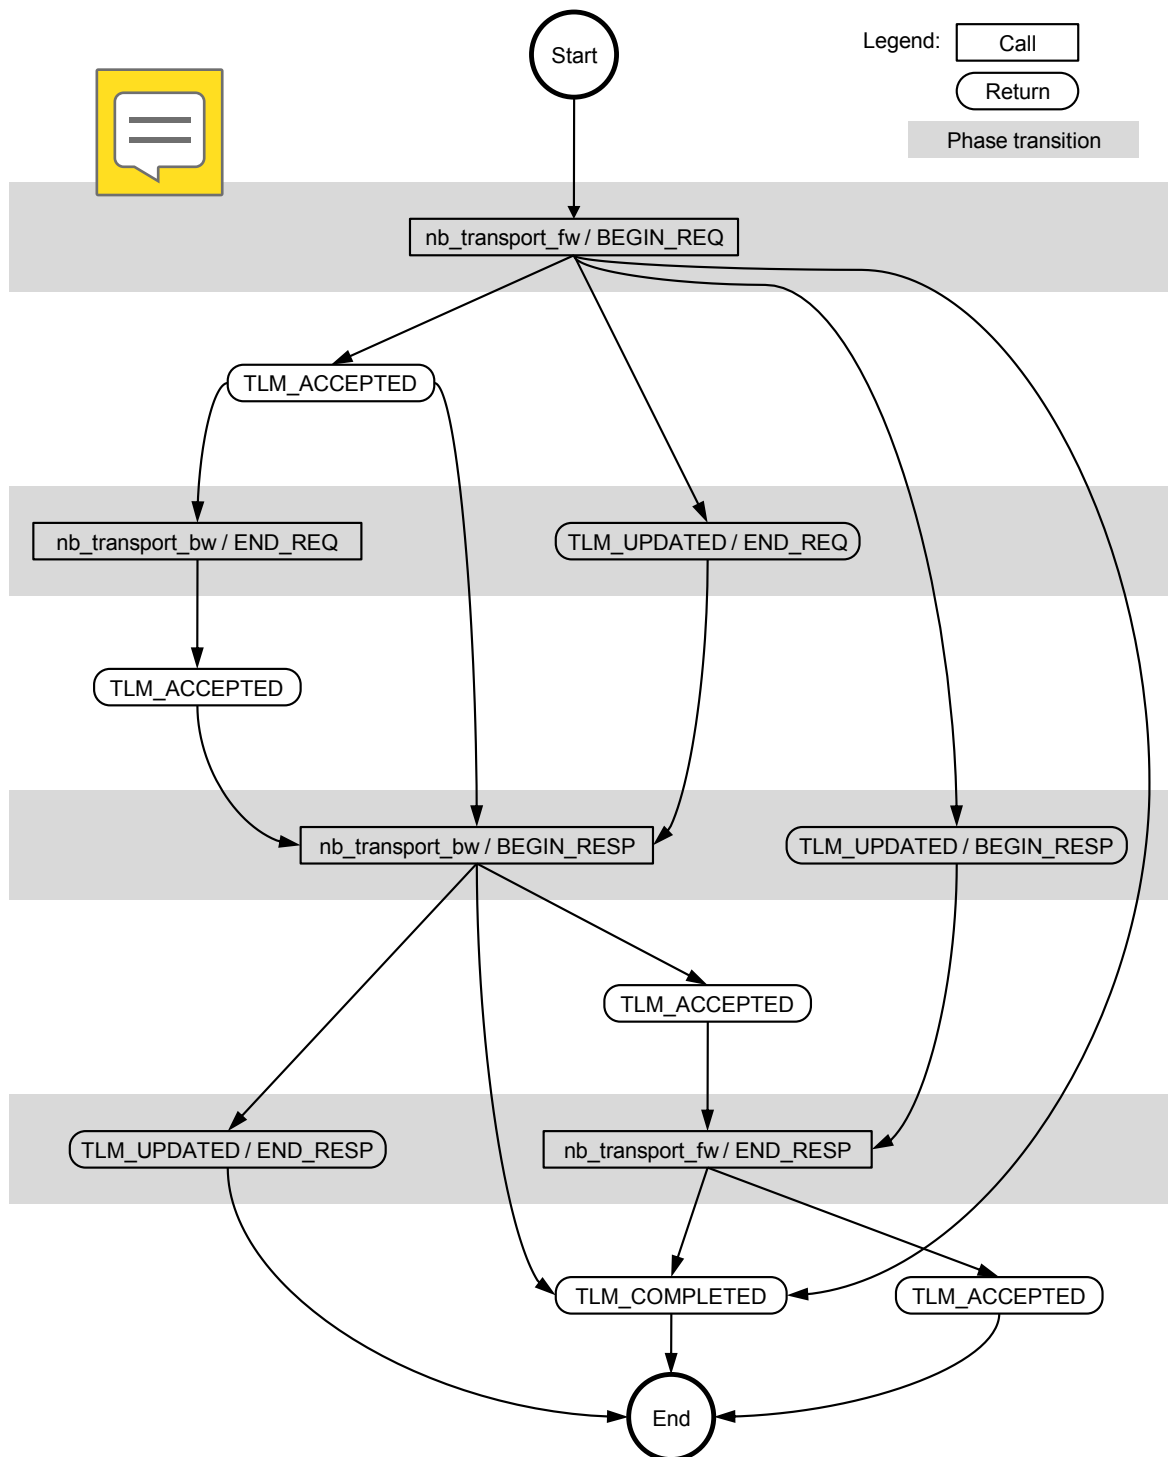 Start
Legend:
Call
Return
Phase transition
nb_transport_fw / BEGIN_REQ
TLM_ACCEPTED
nb_transport_bw / END_REQ
TLM_UPDATED / END_REQ
TLM_ACCEPTED
nb_transport_bw / BEGIN_RESP
TLM_UPDATED / BEGIN_RESP
TLM_ACCEPTED
TLM_UPDATED / END_RESP
nb_transport_fw / END_RESP
TLM_COMPLETED
TLM_ACCEPTED
End